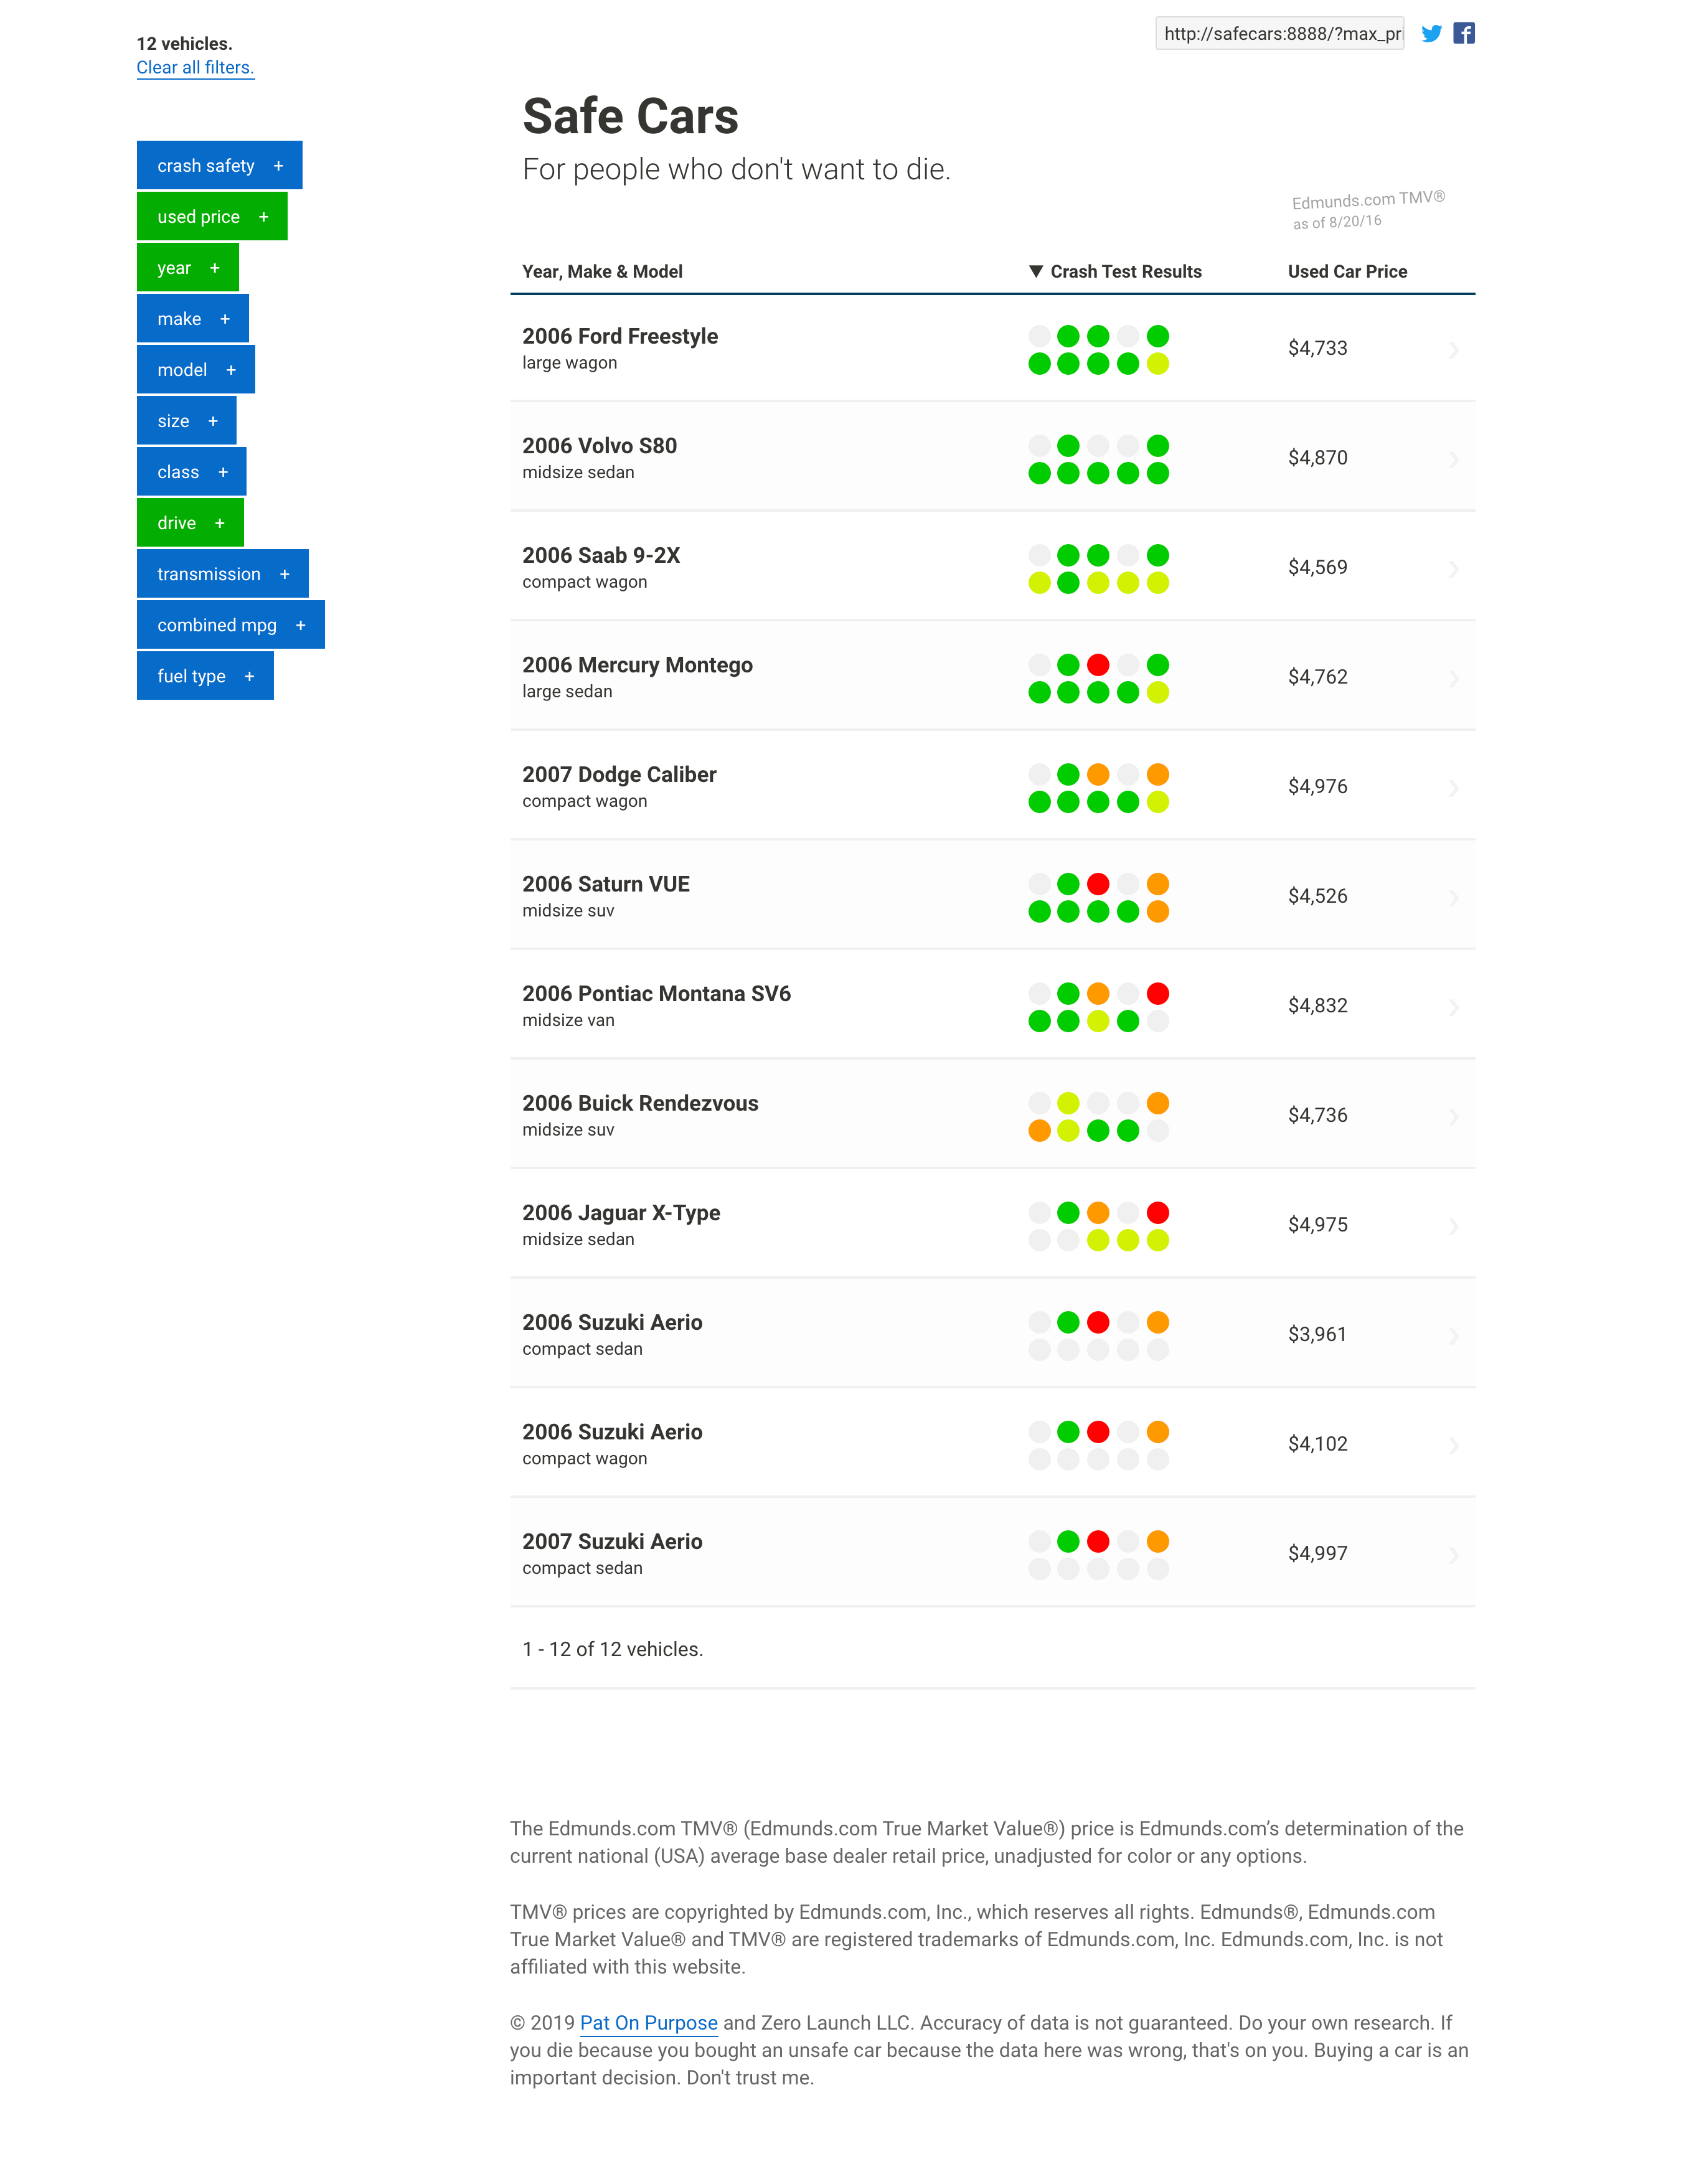 12 vehicles.
Clear all filters.
http://safecars:8888/?max_pri
crash safety +
used price +
year +
make +
model +
size +
class +
drive +
transmission +
combined mpg +
fuel type +
Safe Cars
For people who don't want to die.
Edmunds.com TMV®
as of 8/20/16
Year, Make & Model ▼ Crash Test Results Used Car Price
2006 Ford Freestyle
large wagon
$4,733
2006 Volvo S80
midsize sedan
$4,870
2006 Saab 9-2X
compact wagon
$4,569
2006 Mercury Montego
large sedan
$4,762
2007 Dodge Caliber
compact wagon
$4,976
2006 Saturn VUE
midsize suv
$4,526
2006 Pontiac Montana SV6
midsize van
$4,832
2006 Buick Rendezvous
midsize suv
$4,736
2006 Jaguar X-Type
midsize sedan
$4,975
2006 Suzuki Aerio
compact sedan
$3,961
2006 Suzuki Aerio
compact wagon
$4,102
2007 Suzuki Aerio
compact sedan
$4,997
1 - 12 of 12 vehicles.
The Edmunds.com TMV® (Edmunds.com True Market Value®) price is Edmunds.com’s determination of the
current national (USA) average base dealer retail price, unadjusted for color or any options.
TMV® prices are copyrighted by Edmunds.com, Inc., which reserves all rights. Edmunds®, Edmunds.com
True Market Value® and TMV® are registered trademarks of Edmunds.com, Inc. Edmunds.com, Inc. is not
affiliated with this website.
© 2019 Pat On Purpose and Zero Launch LLC. Accuracy of data is not guaranteed. Do your own research. If
you die because you bought an unsafe car because the data here was wrong, that's on you. Buying a car is an
important decision. Don't trust me.